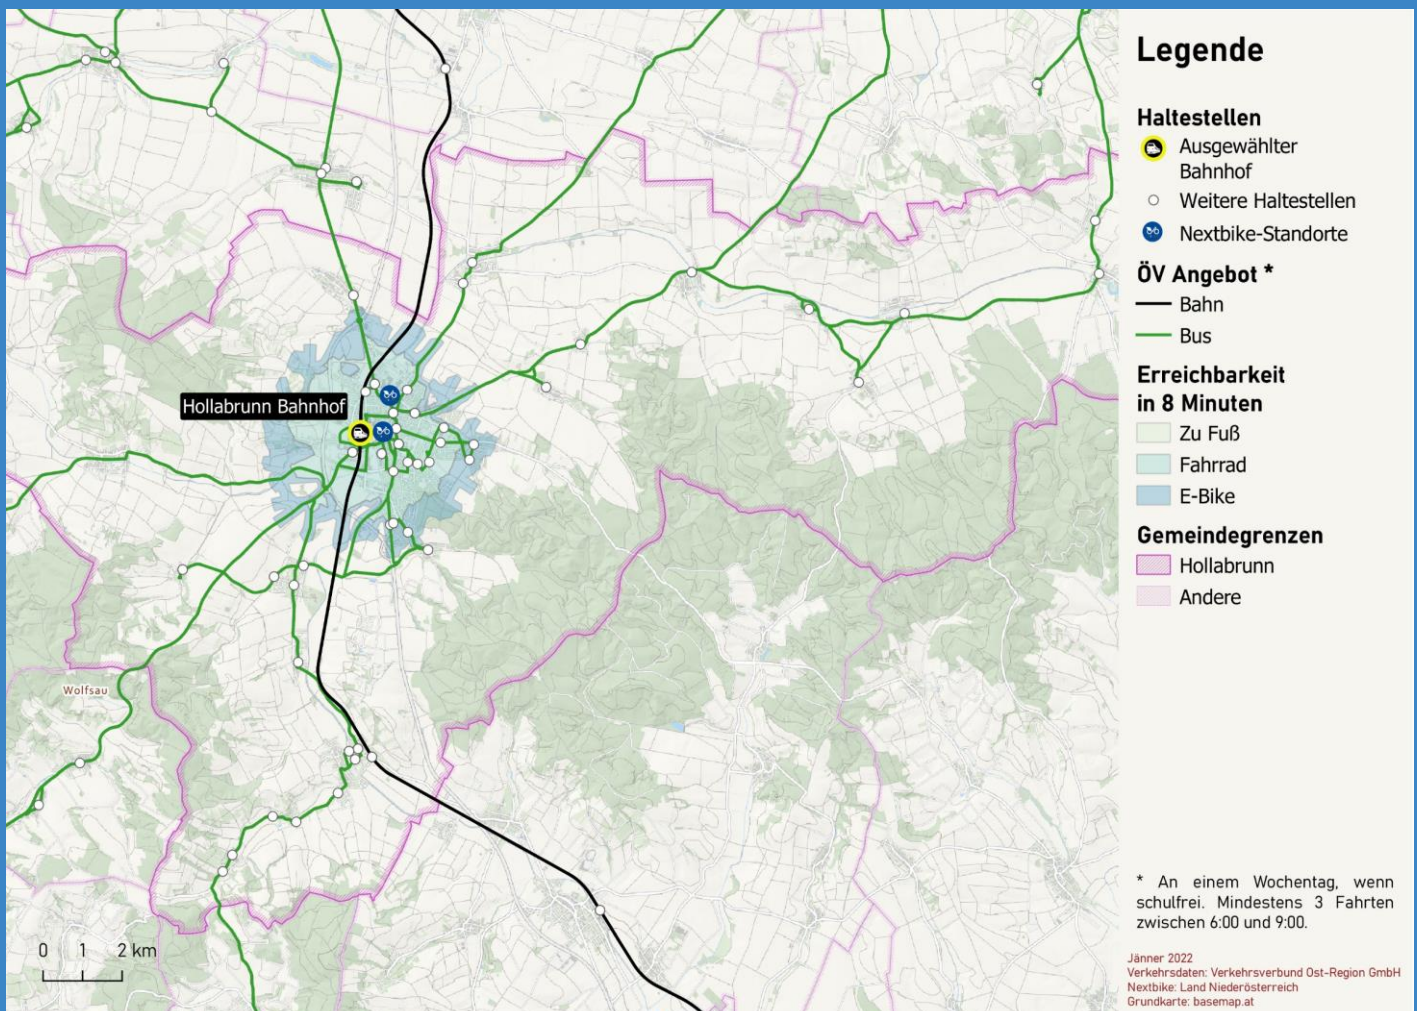 Hollabrunn Bahnhof
Wolfsau
0 1 2 km
Legende
Haltestellen
Ausgewählter
Bahnhof
Weitere Haltestellen
Nextbike-Standorte
ÖV Angebot *
Bahn
Bus
Erreichbarkeit
in 8 Minuten
Zu Fuß
Fahrrad
E-Bike
Gemeindegrenzen
Hollabrunn
Andere
* An einem Wochentag, wenn
schulfrei. Mindestens 3 Fahrten
zwischen 6:00 und 9:00.
Jänner 2022
Verkehrsdaten: Verkehrsverbund Ost-Region GmbH
Nextbike: Land Niederösterreich
Grundkarte: basemap.at